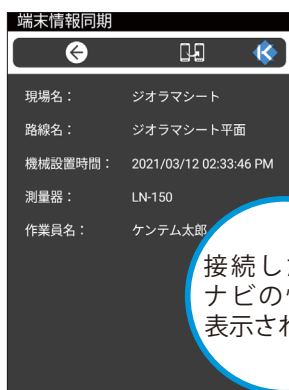 端末情報同期
現場名： ジオラマシート
路線名： ジオラマシート平面
機械設置時間： 2021/03/12 02:33:46 PM
測量器： LN-150
作業員名： ケンテム太郎
接続し
ナビの
表示さ